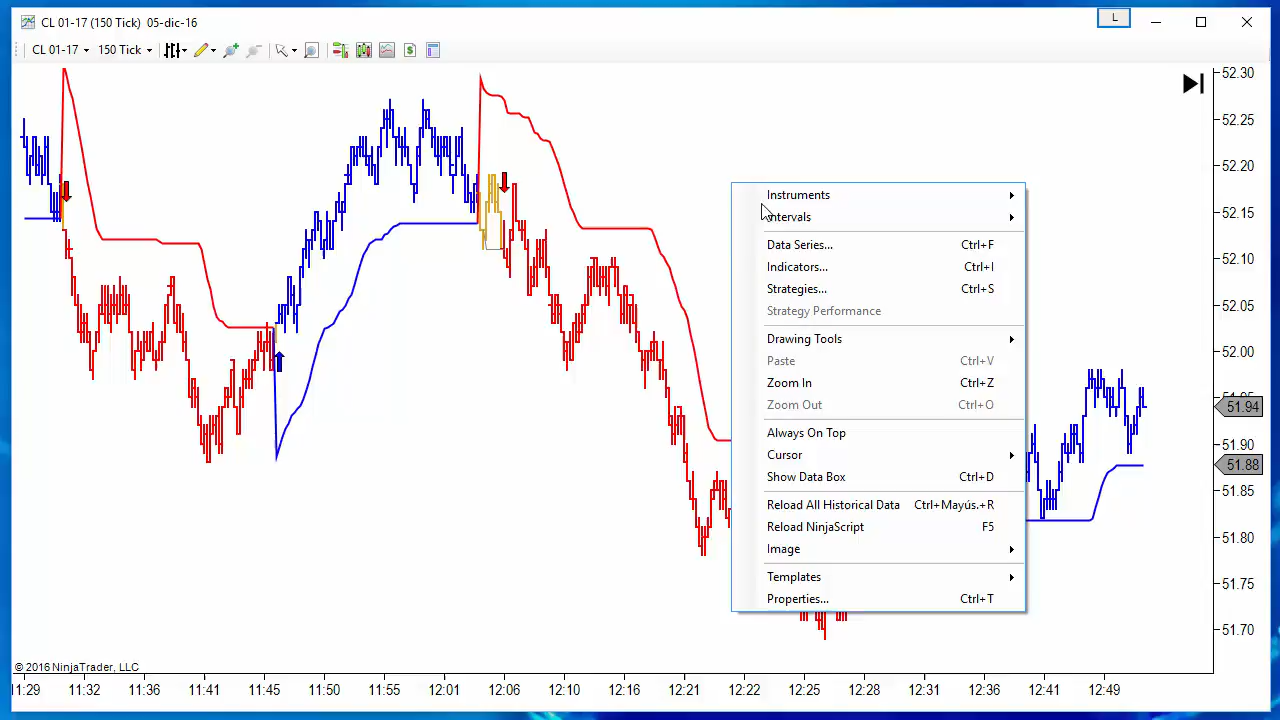 CL 01-17 (150 Tick) 05-dic-16
L
CL 01-17 150 Tick
52.30
52.25
52.20
52.15
52.10
52.05
52.00
51.94
51.90
51.88
51.85
51.80
51.75
51.70
Instruments
Intervals
Data Series... Ctrl+F
Indicators... Ctrl+I
Strategies... Ctrl+S
Strategy Performance
Drawing Tools
Paste Ctrl+V
Zoom In Ctrl+Z
Zoom Out Ctrl+O
Always On Top
Cursor
Show Data Box Ctrl+D
Reload All Historical Data Ctrl+Mayús.+R
Reload NinjaScript F5
Image
Templates
Properties... Ctrl+T
© 2016 NinjaTrader, LLC
11:29 11:32 11:36 11:41 11:45 11:50 11:55 12:01 12:06 12:10 12:16 12:21 12:22 12:25 12:28 12:31 12:36 12:41 12:49